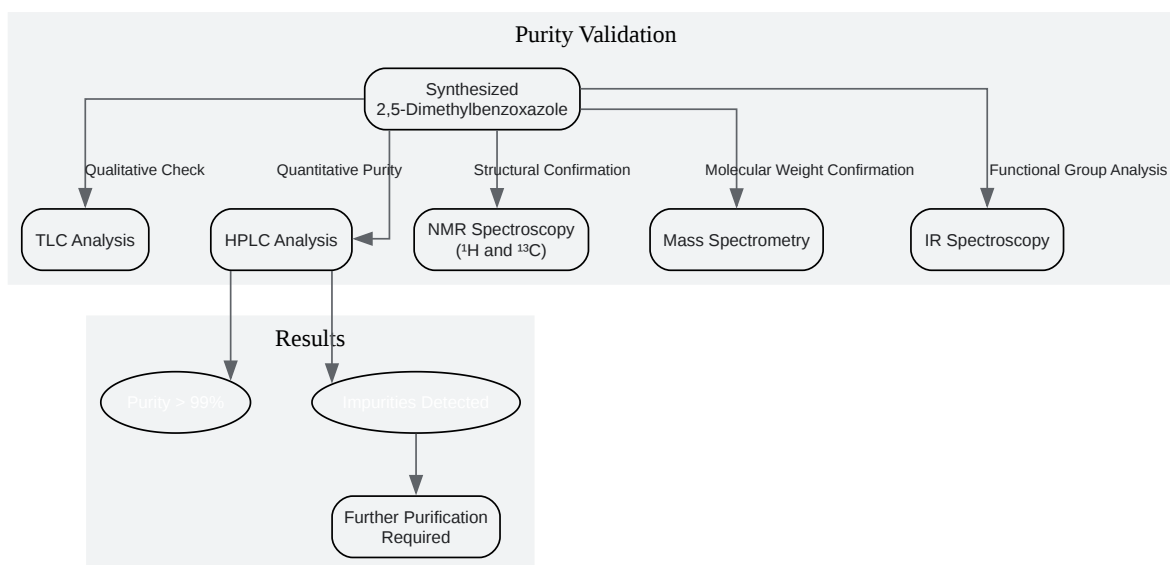 Purity Validation
Synthesized
2,5-Dimethylbenzoxazole
Qualitative Check
Quantitative Purity
Structural Confirmation
Molecular Weight Confirmation
Functional Group Analysis
TLC Analysis
HPLC Analysis
NMR Spectroscopy
(¹H and ¹³C)
Mass Spectrometry
IR Spectroscopy
Results
Purity > 99%
Impurities Detected
Further Purification
Required